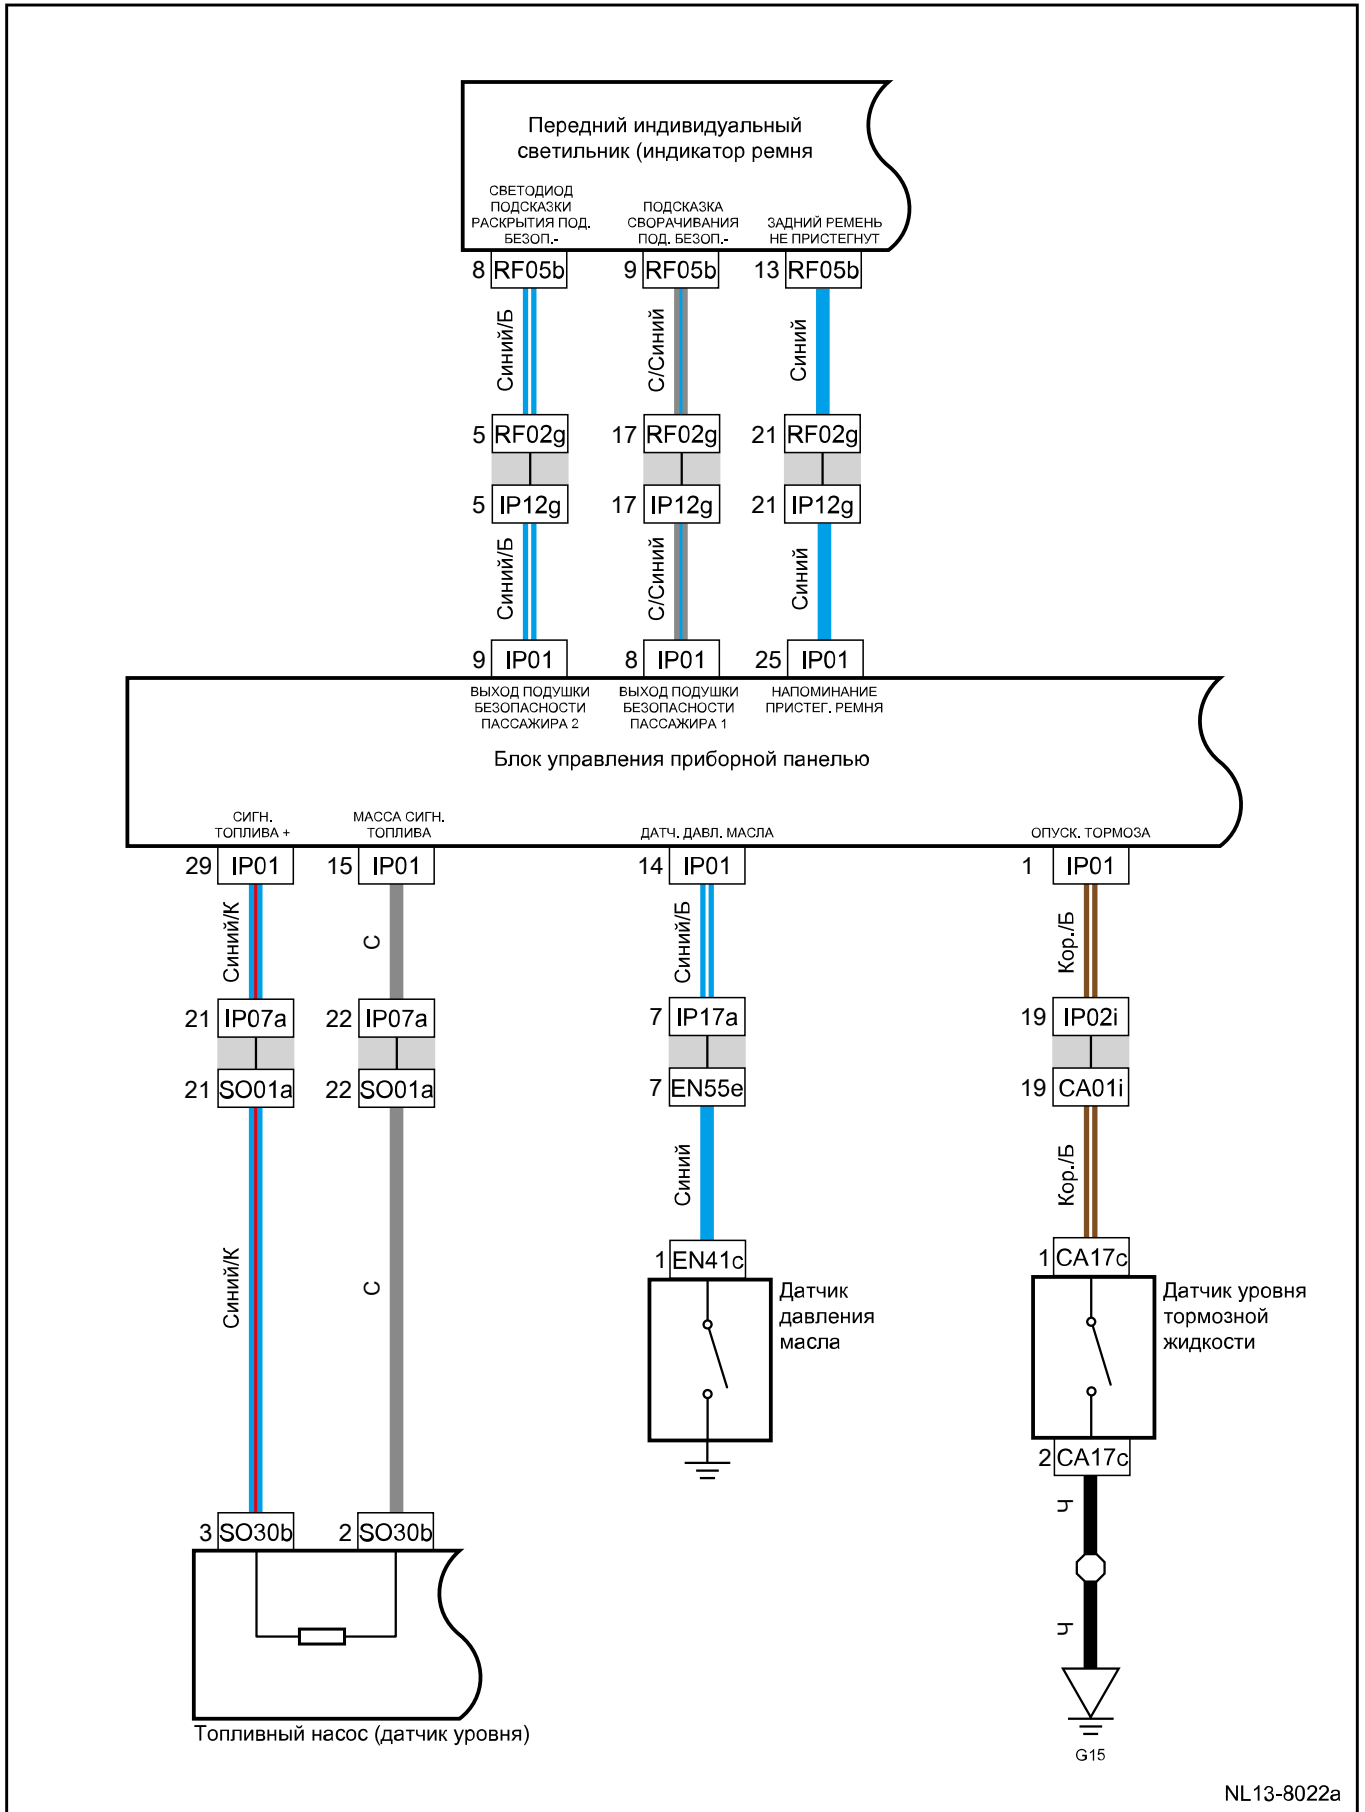 Передний индивидуальный
светильник (индикатор ремня
СВЕТОДИОД
ПОДСКАЗКИ
РАСКРЫТИЯ ПОД.
БЕЗОП.-
ПОДСКАЗКА
СВОРАЧИВАНИЯ
ПОД. БЕЗОП.-
ЗАДНИЙ РЕМЕНЬ
НЕ ПРИСТЕГНУТ
8 RF05b 9 RF05b 13 RF05b
Синий/Б С/Синий Синий
5 RF02g 17 RF02g 21 RF02g
5 IP12g 17 IP12g 21 IP12g
Синий/Б С/Синий Синий
9 IP01 8 IP01 25 IP01
ВЫХОД ПОДУШКИ
БЕЗОПАСНОСТИ
ПАССАЖИРА 2
ВЫХОД ПОДУШКИ
БЕЗОПАСНОСТИ
ПАССАЖИРА 1
НАПОМИНАНИЕ
ПРИСТЕГ. РЕМНЯ
Блок управления приборной панелью
СИГН.
ТОПЛИВА +
МАССА СИГН.
ТОПЛИВА
ДАТЧ. ДАВЛ. МАСЛА
ОПУСК. ТОРМОЗА
29 IP01 15 IP01 14 IP01 1 IP01
Синий/К С Синий/Б Кор./Б
21 IP07a 22 IP07a 7 IP17a 19 IP02i
21 SO01a 22 SO01a 7 EN55e 19 CA01i
Синий/К С Синий Кор./Б
1 EN41c 1 CA17c
Датчик
давления
масла
Датчик уровня
тормозной
жидкости
2 CA17c
Ч
Ч
G15
3 SO30b 2 SO30b
Топливный насос (датчик уровня)
NL13-8022a